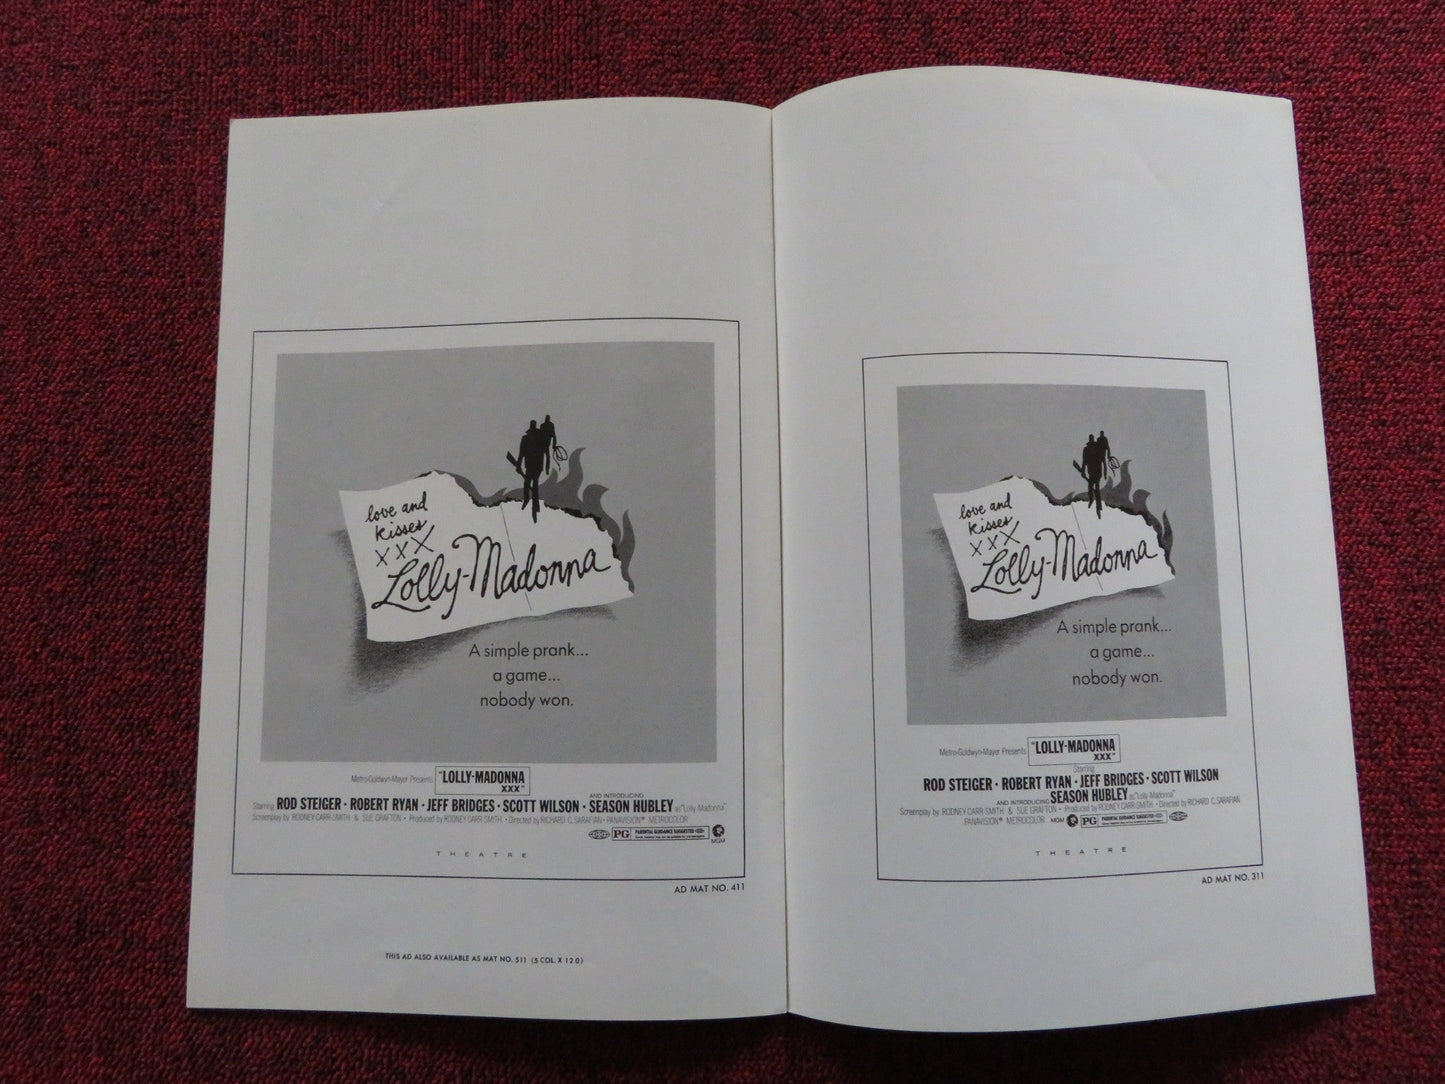 love and
kisses
XXX
Lolly-Madonna
A simple prank...
a game...
nobody won.
Metro-Goldwyn-Mayer Presents "LOLLY-MADONNA
XXX"
AND INTRODUCING
Starring ROD STEIGER · ROBERT RYAN · JEFF BRIDGES · SCOTT WILSON · SEASON HUBLEY as "Lolly-Madonna"
Screenplay by RODNEY CARR-SMITH & SUE GRAFTON · Produced by RODNEY CARR-SMITH · Directed by RICHARD C. SARAFIAN · PANAVISION® METROCOLOR
PG PARENTAL GUIDANCE SUGGESTED
MGM
THEATRE
AD MAT NO. 411
THIS AD ALSO AVAILABLE AS MAT NO. 511 (5 COL. X 120)
love and
kisses
XXX
Lolly-Madonna
A simple prank...
a game...
nobody won.
Metro-Goldwyn-Mayer Presents "LOLLY-MADONNA
XXX"
Starring
ROD STEIGER · ROBERT RYAN · JEFF BRIDGES · SCOTT WILSON
AND INTRODUCING SEASON HUBLEY as "Lolly-Madonna"
Screenplay by RODNEY CARR-SMITH & SUE GRAFTON · Produced by RODNEY CARR-SMITH · Directed by RICHARD C. SARAFIAN
PANAVISION® METROCOLOR MGM PG PARENTAL GUIDANCE SUGGESTED
THEATRE
AD MAT NO. 311